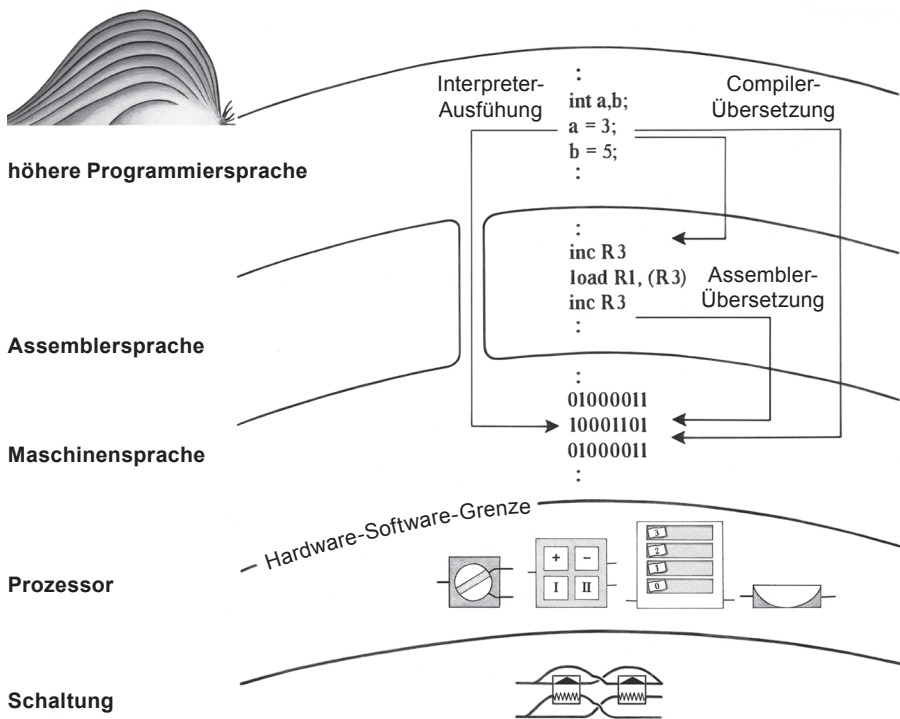 Interpreter-
Ausfühung
:
int a,b;
a = 3;
b = 5;
:
Compiler-
Übersetzung
höhere Programmiersprache
:
inc R3
load R1, (R3)
inc R3
:
Assembler-
Übersetzung
Assemblersprache
:
01000011
10001101
01000011
:
Maschinensprache
Hardware-Software-Grenze
+ −
I II
3
2
1
0
Prozessor
Schaltung